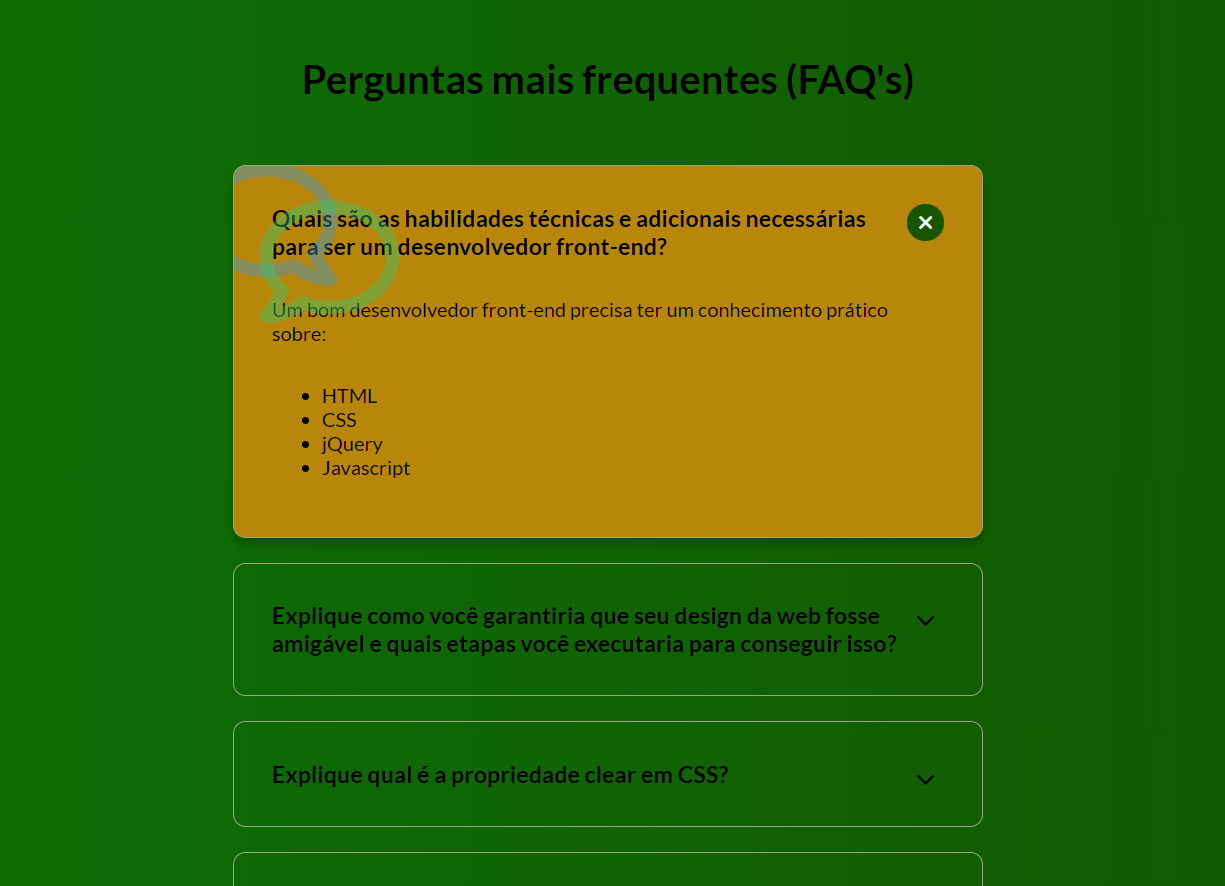 Perguntas mais frequentes (FAQ's)
Quais são as habilidades técnicas e adicionais necessárias
para ser um desenvolvedor front-end?
Um bom desenvolvedor front-end precisa ter um conhecimento prático
sobre:
HTML
CSS
jQuery
Javascript
Explique como você garantiria que seu design da web fosse
amigável e quais etapas você executaria para conseguir isso?
Explique qual é a propriedade clear em CSS?